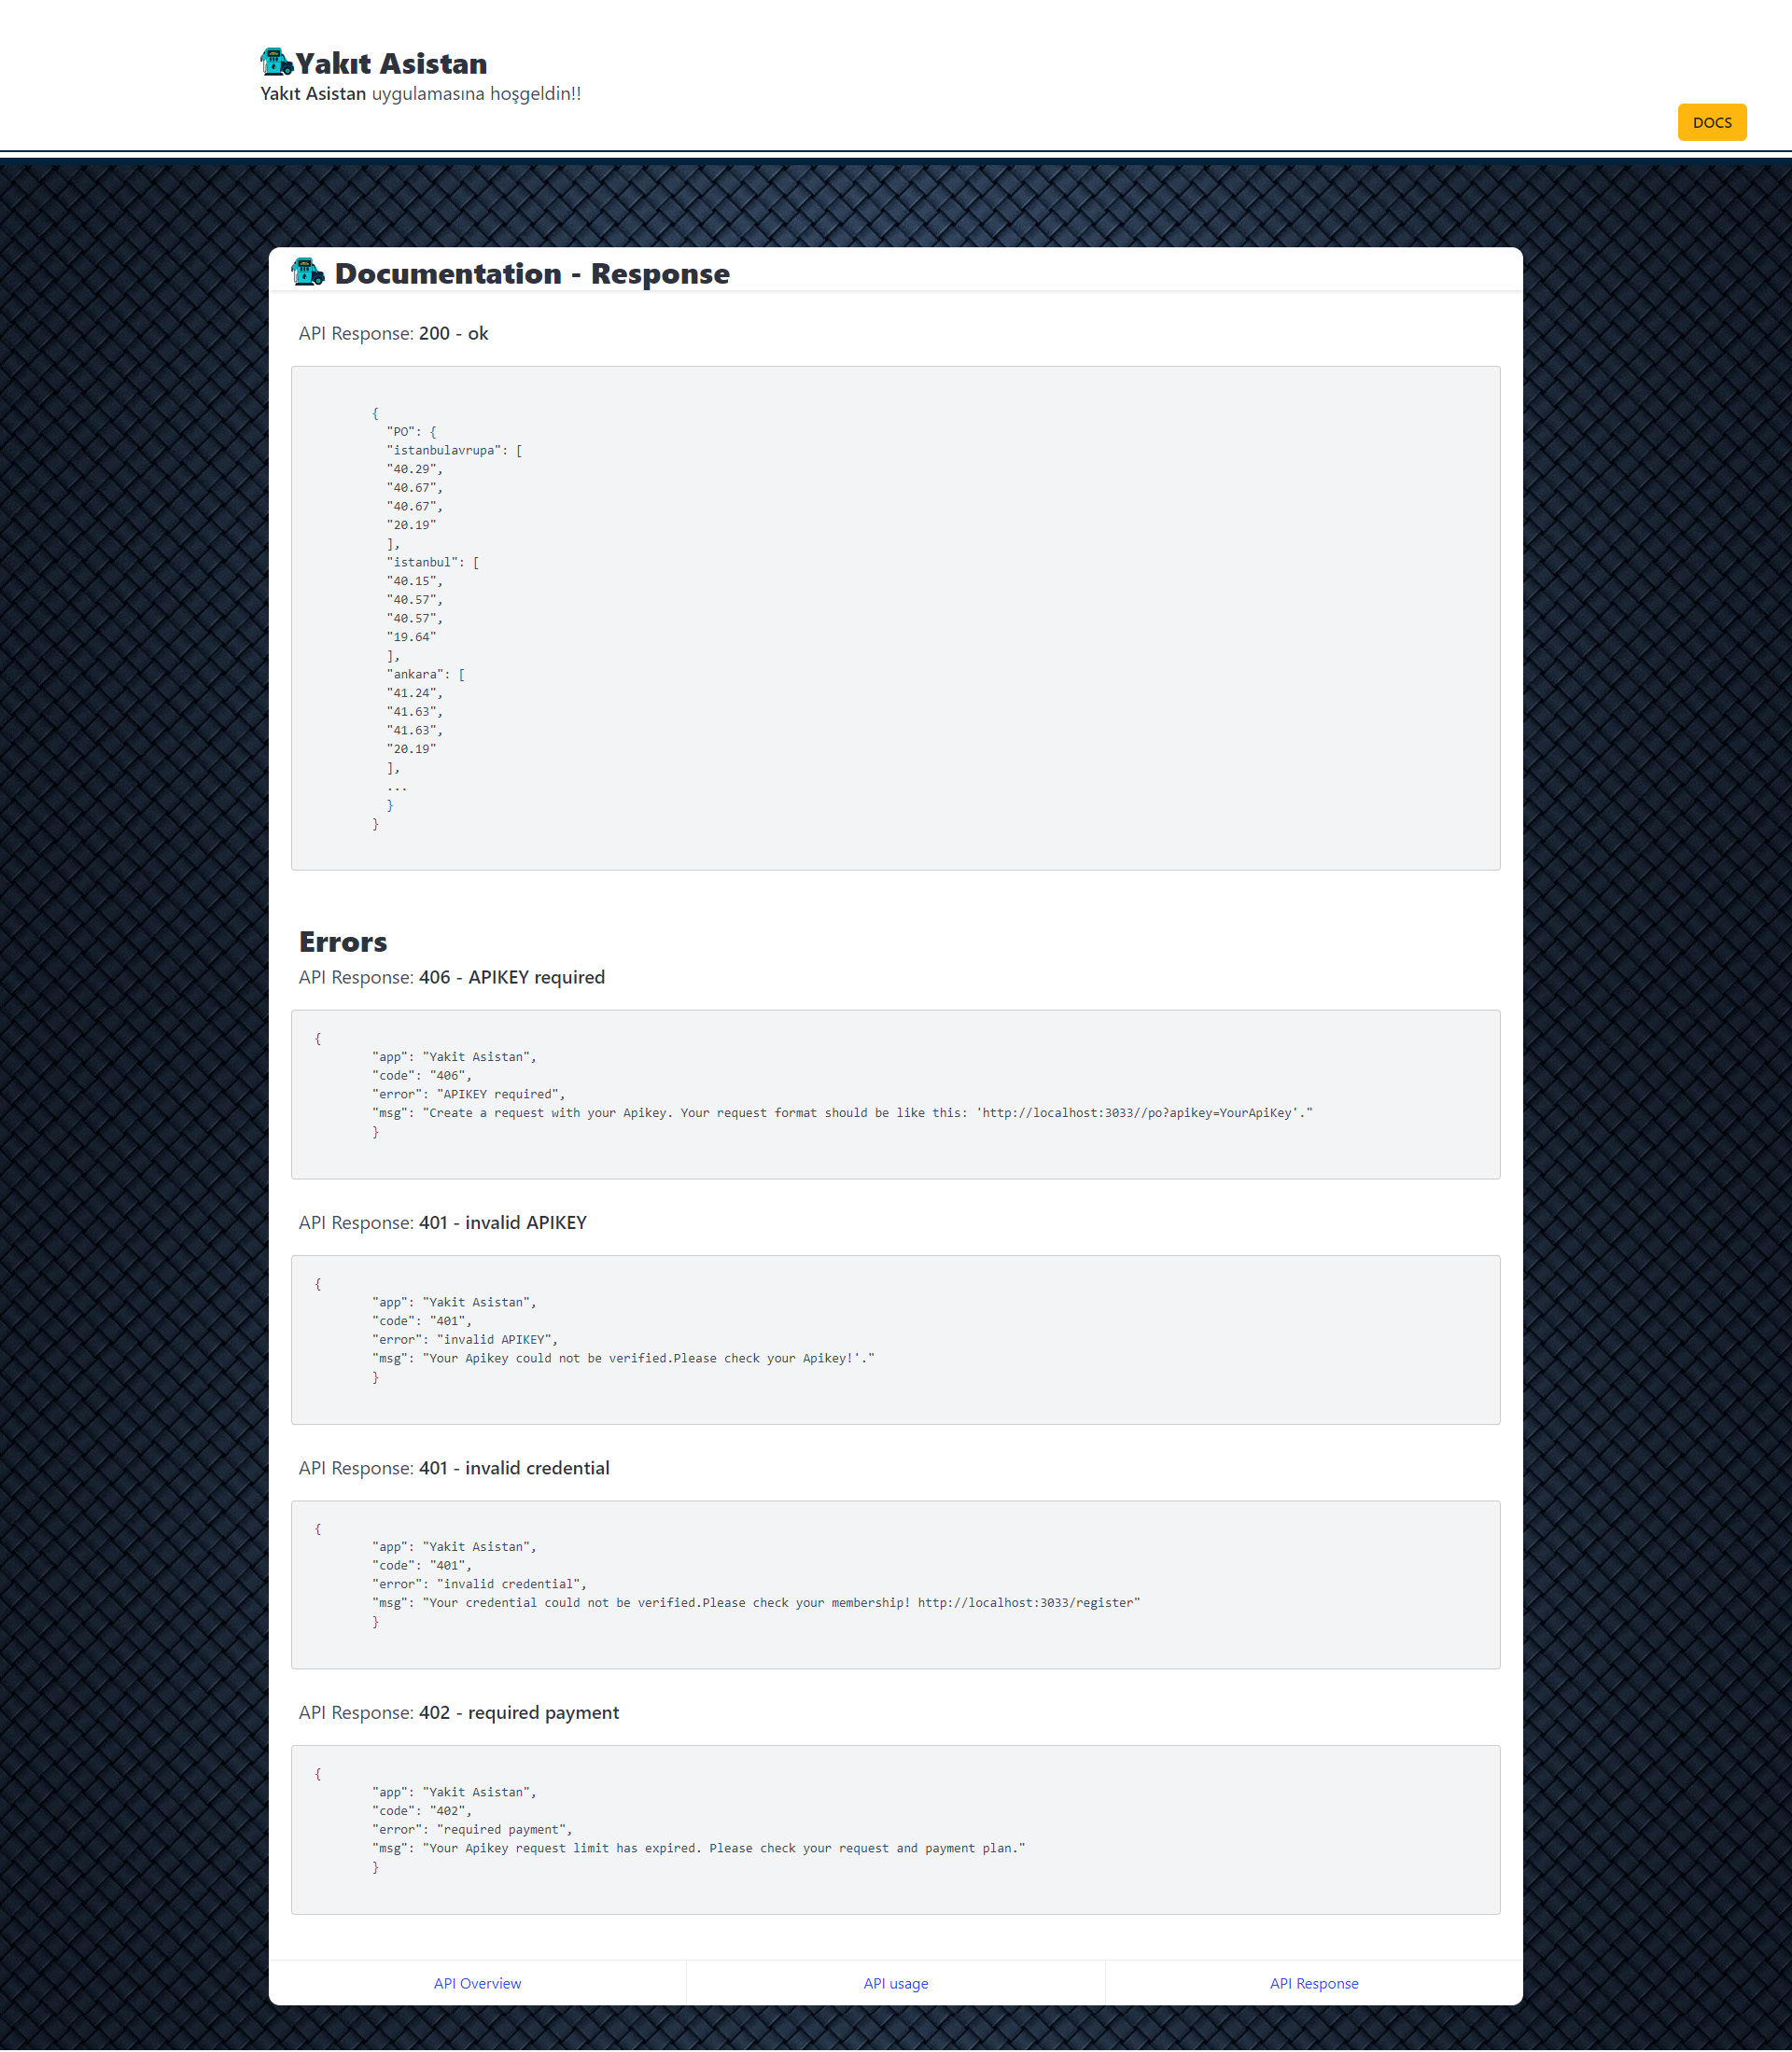 Yakıt Asistan
Yakıt Asistan uygulamasına hoşgeldin!!
DOCS
Documentation - Response
API Response: 200 - ok
{
"PO": {
"istanbulavrupa": [
"40.29",
"40.67",
"40.67",
"20.19"
],
"istanbul": [
"40.15",
"40.57",
"40.57",
"19.64"
],
"ankara": [
"41.24",
"41.63",
"41.63",
"20.19"
],
...
}
}
Errors
API Response: 406 - APIKEY required
{
"app": "Yakit Asistan",
"code": "406",
"error": "APIKEY required",
"msg": "Create a request with your Apikey. Your request format should be like this: 'http://localhost:3033//po?apikey=YourApiKey'."
}
API Response: 401 - invalid APIKEY
{
"app": "Yakit Asistan",
"code": "401",
"error": "invalid APIKEY",
"msg": "Your Apikey could not be verified.Please check your Apikey!'."
}
API Response: 401 - invalid credential
{
"app": "Yakit Asistan",
"code": "401",
"error": "invalid credential",
"msg": "Your credential could not be verified.Please check your membership! http://localhost:3033/register"
}
API Response: 402 - required payment
{
"app": "Yakit Asistan",
"code": "402",
"error": "required payment",
"msg": "Your Apikey request limit has expired. Please check your request and payment plan."
}
API Overview
API usage
API Response